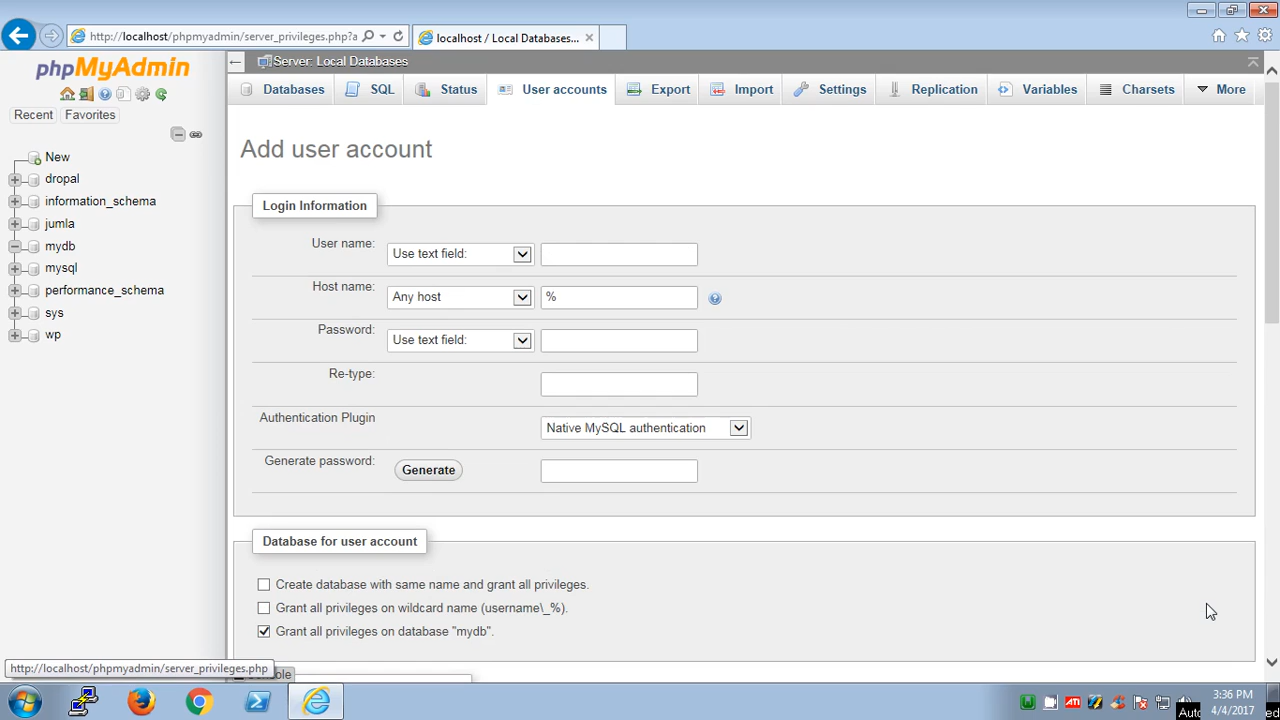 http://localhost/phpmyadmin/server_privileges.php?a
localhost / Local Databases...
phpMyAdmin
Recent
Favorites
New
dropal
information_schema
jumla
mydb
mysql
performance_schema
sys
wp
Server: Local Databases
Databases
SQL
Status
User accounts
Export
Import
Settings
Replication
Variables
Charsets
More
Add user account
Login Information
User name:
Use text field:
Host name:
Any host
%
Password:
Use text field:
Re-type:
Authentication Plugin
Native MySQL authentication
Generate password:
Generate
Database for user account
Create database with same name and grant all privileges.
Grant all privileges on wildcard name (username\_%).
Grant all privileges on database "mydb".
http://localhost/phpmyadmin/server_privileges.php
ATI
3:36 PM
4/4/2017